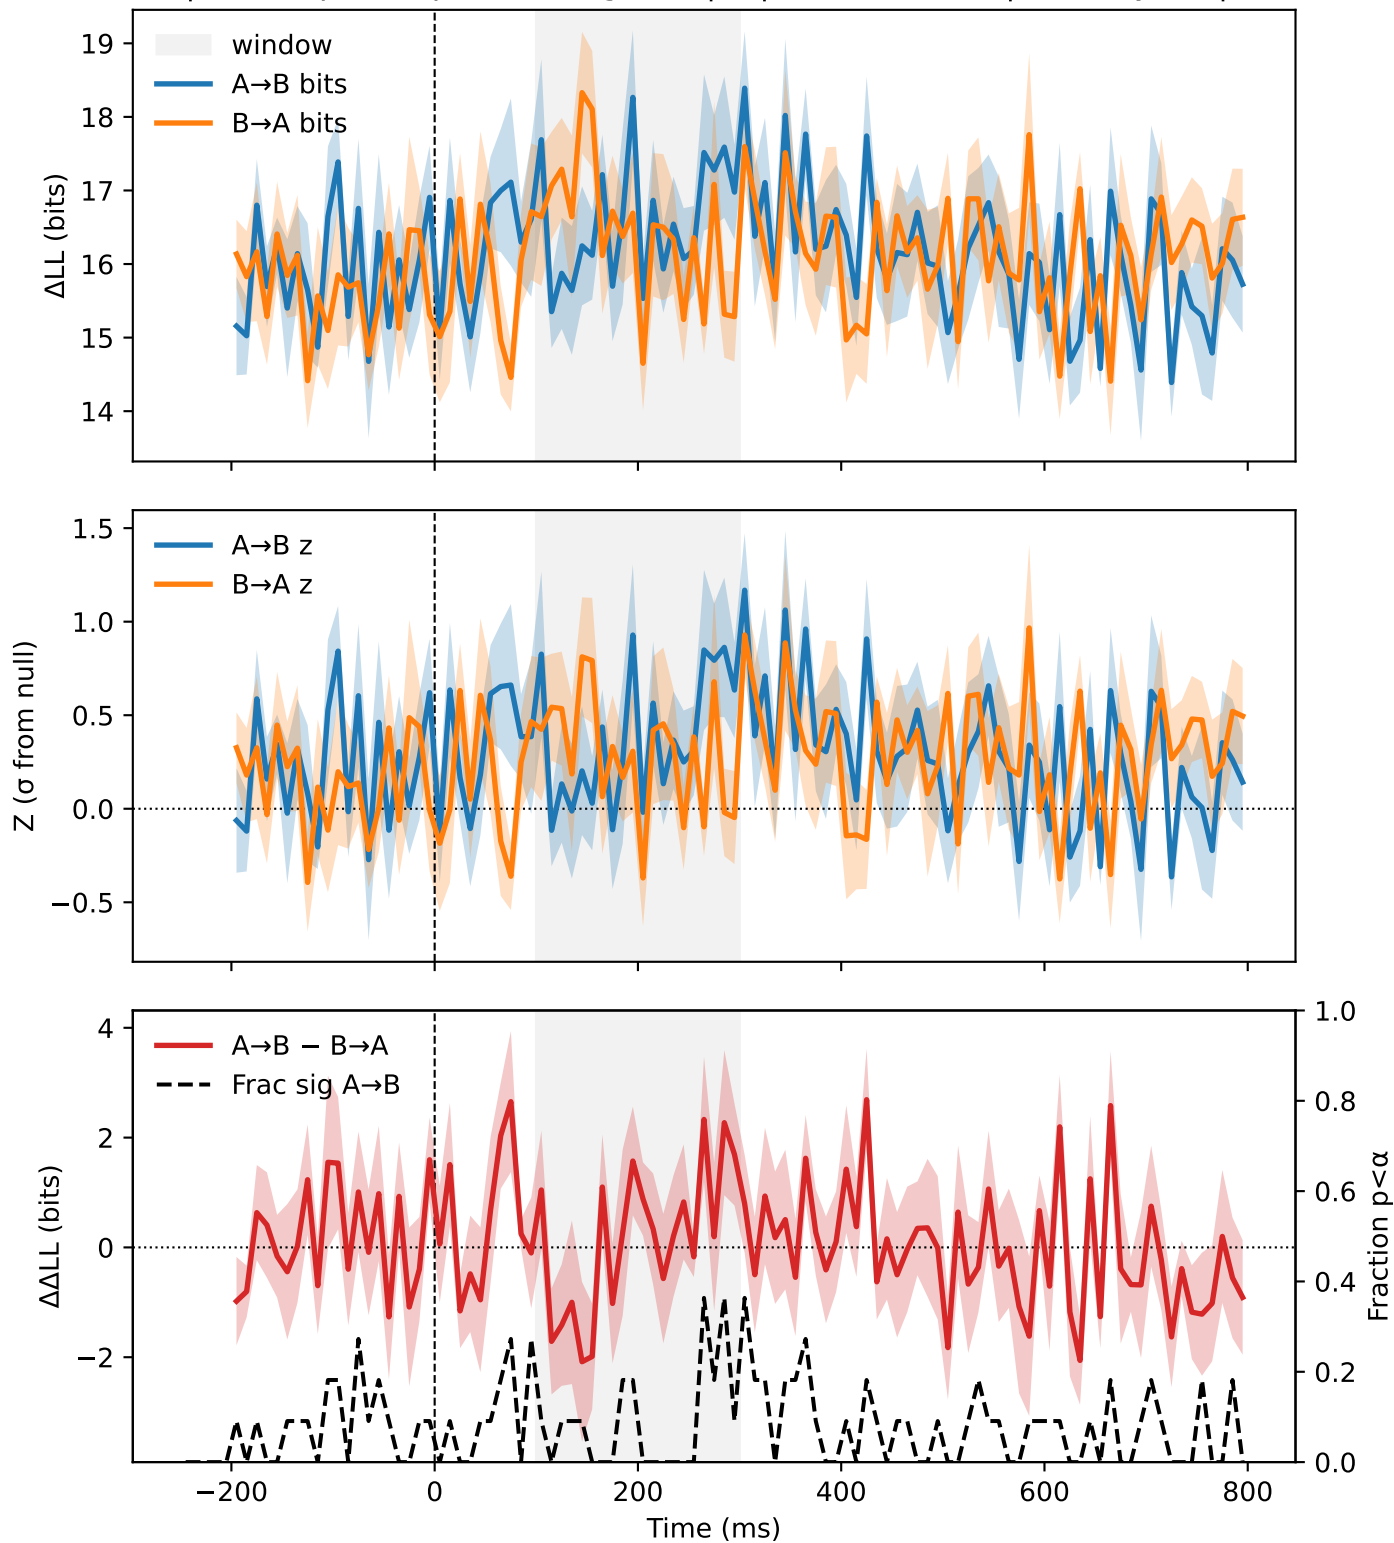 window
A→B bits
B→A bits
19
18
17
16
15
14
ΔLL (bits)
A→B z
B→A z
1.5
1.0
0.5
0.0
−0.5
Z (σ from null)
A→B − B→A
Frac sig A→B
4
2
0
−2
ΔΔLL (bits)
1.0
0.8
0.6
0.4
0.2
0.0
Fraction p<α
−200 0 200 400 600 800
Time (ms)